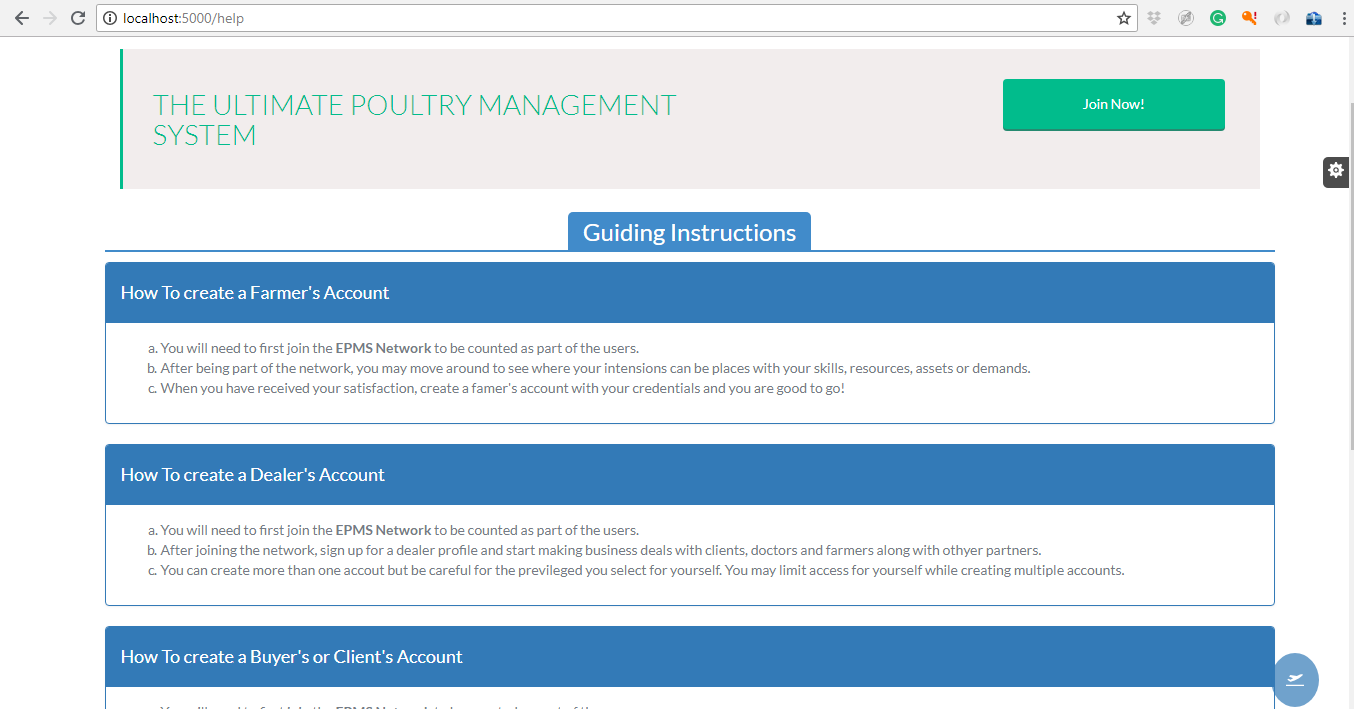 localhost:5000/help
THE ULTIMATE POULTRY MANAGEMENT
SYSTEM
Join Now!
Guiding Instructions
How To create a Farmer's Account
a. You will need to first join the EPMS Network to be counted as part of the users.
b. After being part of the network, you may move around to see where your intensions can be places with your skills, resources, assets or demands.
c. When you have received your satisfaction, create a famer's account with your credentials and you are good to go!
How To create a Dealer's Account
a. You will need to first join the EPMS Network to be counted as part of the users.
b. After joining the network, sign up for a dealer profile and start making business deals with clients, doctors and farmers along with othyer partners.
c. You can create more than one accout but be careful for the previleged you select for yourself. You may limit access for yourself while creating multiple accounts.
How To create a Buyer's or Client's Account